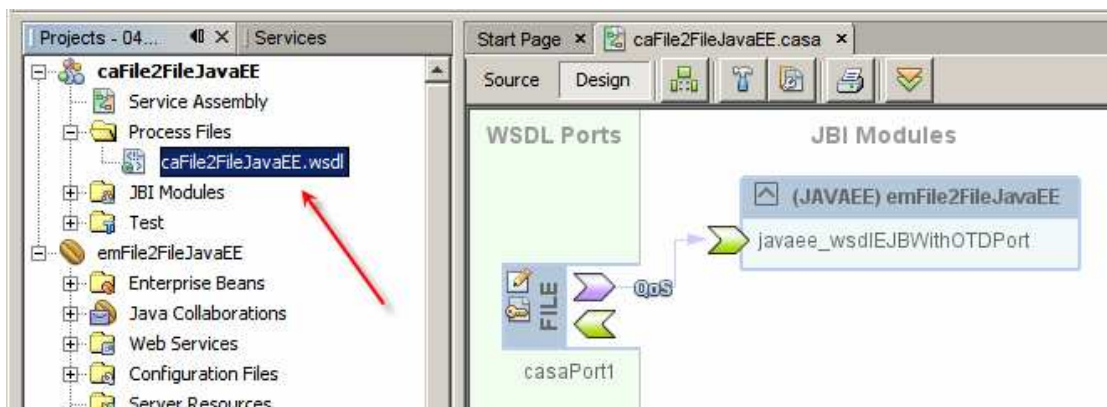 Projects - 04...
Services
caFile2FileJavaEE
Service Assembly
Process Files
caFile2FileJavaEE.wsdl
JBI Modules
Test
emFile2FileJavaEE
Enterprise Beans
Java Collaborations
Web Services
Configuration Files
Server Resources
Start Page
caFile2FileJavaEE.casa
Source
Design
WSDL Ports
JBI Modules
(JAVAEE) emFile2FileJavaEE
javaee_wsdlEJBWithOTDPort
QoS
FILE
casaPort1